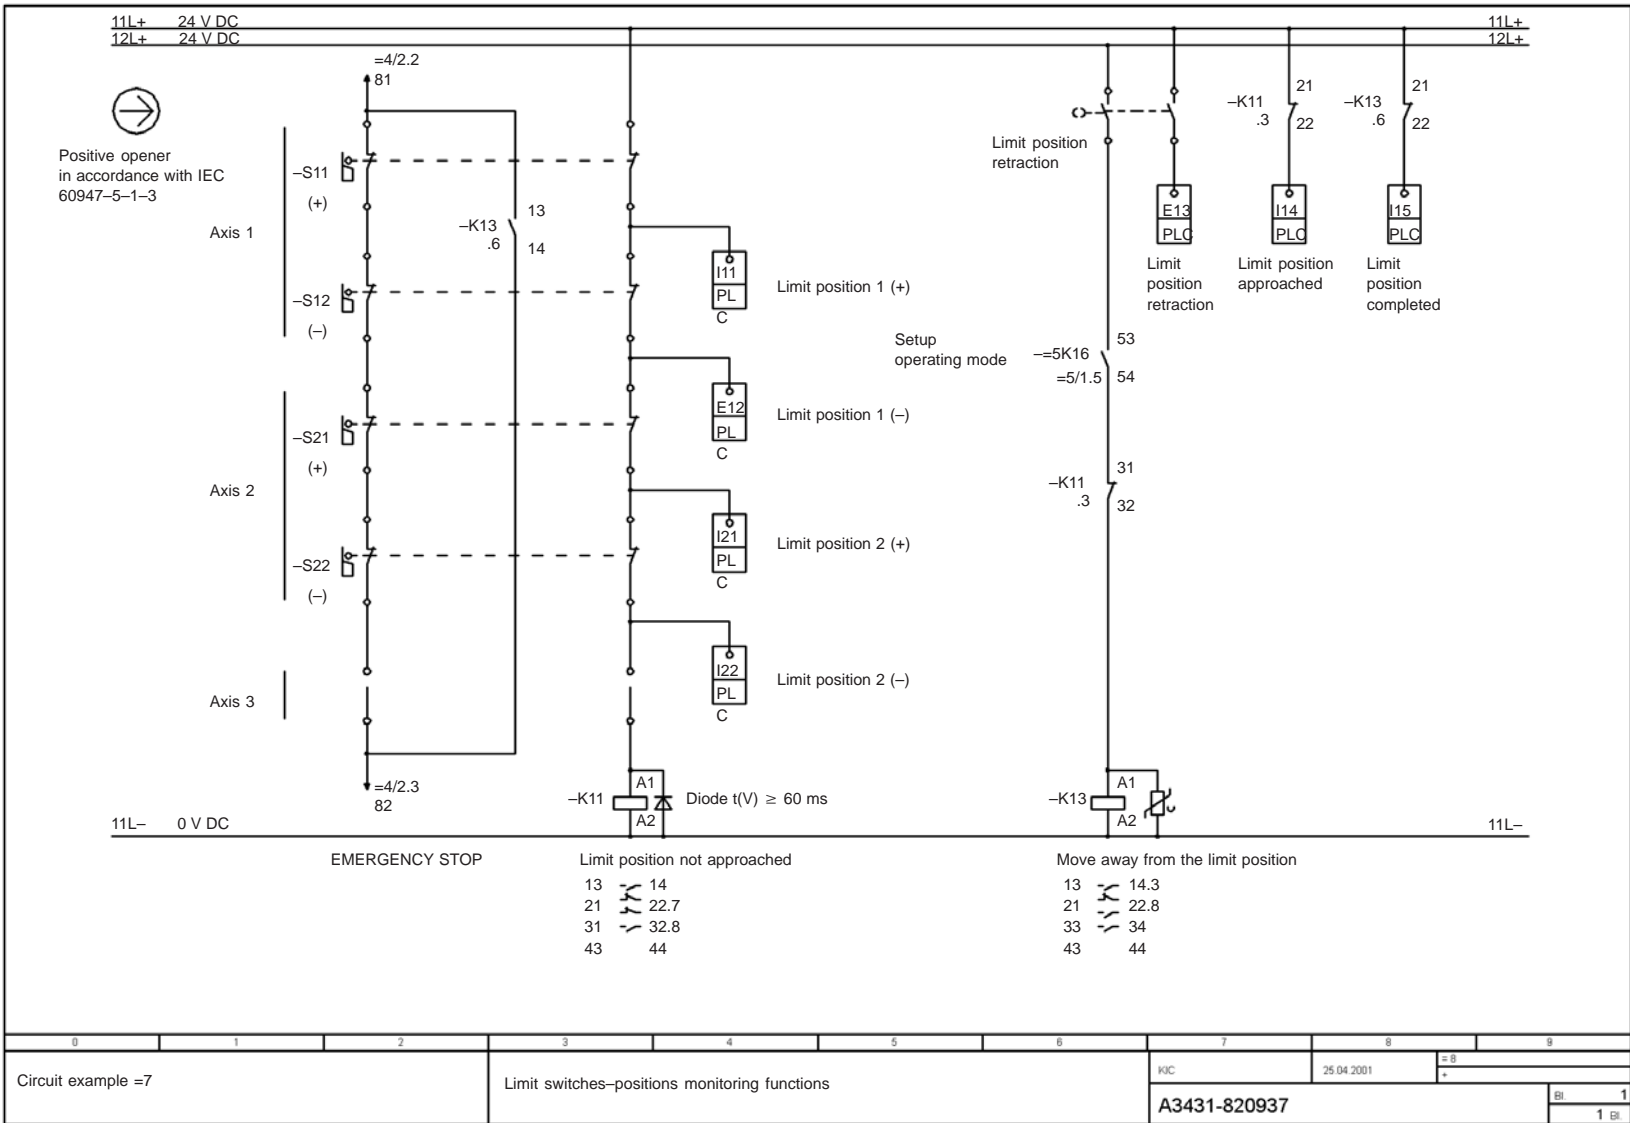 11L+ 24 V DC 11L+
12L+ 24 V DC 12L+
=4/2.2
81
Positive opener
in accordance with IEC
60947–5–1–3
–S11
(+)
Axis 1
–S12
(–)
–K13
.6
13
14
–S21
(+)
Axis 2
–S22
(–)
Axis 3
=4/2.3
82
I11
PL
C
Limit position 1 (+)
E12
PL
C
Limit position 1 (–)
I21
PL
C
Limit position 2 (+)
I22
PL
C
Limit position 2 (–)
–K11
A1
A2
Diode t(V) ≥ 60 ms
Limit position
retraction
Setup
operating mode
–=5K16
=5/1.5
53
54
–K11
.3
31
32
–K13
A1
A2
E13
PLC
Limit
position
retraction
–K11
.3
21
22
I14
PLC
Limit position
approached
–K13
.6
21
22
I15
PLC
Limit
position
completed
11L– 0 V DC 11L–
EMERGENCY STOP
Limit position not approached
13 14
21 22.7
31 32.8
43 44
Move away from the limit position
13 14.3
21 22.8
33 34
43 44
0 1 2 3 4 5 6 7 8 9
Circuit example =7
Limit switches–positions monitoring functions
KIC
25.04.2001
= 8
+
A3431-820937
Bl. 1
1 Bl.